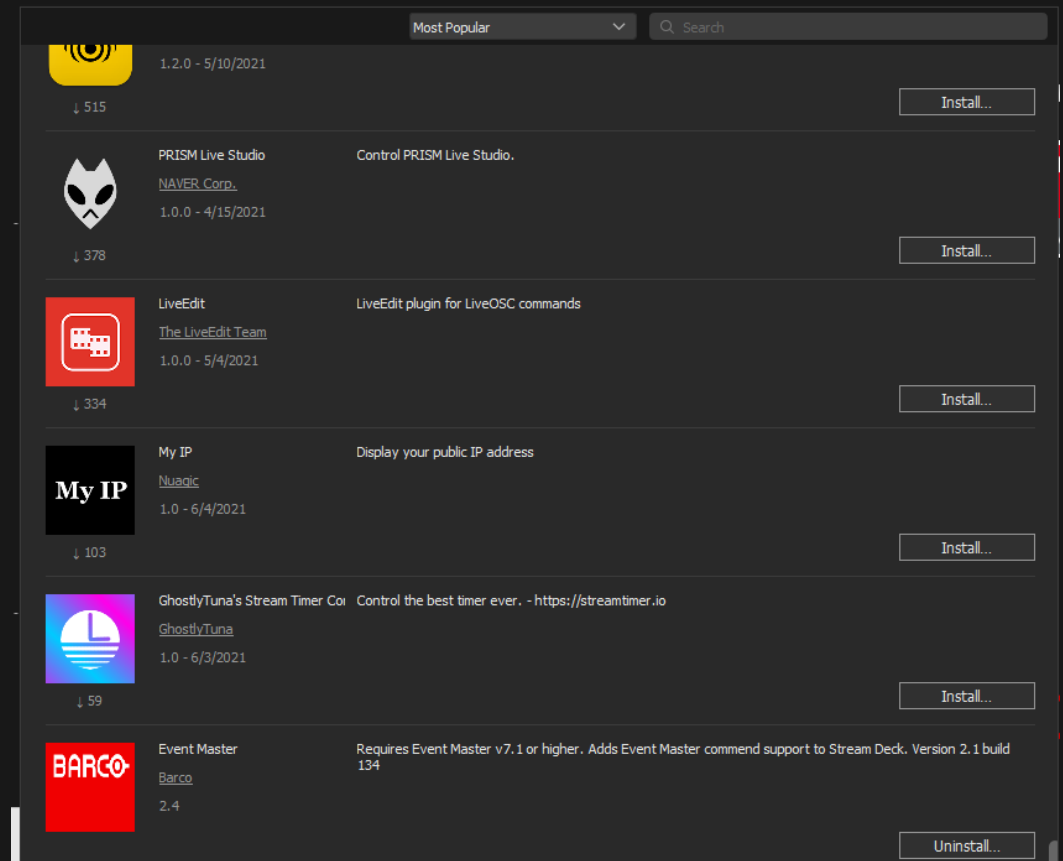 Most Popular
Search
1.2.0 - 5/10/2021
↓ 515
Install...
PRISM Live Studio
Control PRISM Live Studio.
NAVER Corp.
1.0.0 - 4/15/2021
↓ 378
Install...
LiveEdit
LiveEdit plugin for LiveOSC commands
The LiveEdit Team
1.0.0 - 5/4/2021
↓ 334
Install...
My IP
Display your public IP address
My IP
Nuagic
1.0 - 6/4/2021
↓ 103
Install...
GhostlyTuna's Stream Timer Cor
Control the best timer ever. - https://streamtimer.io
GhostlyTuna
1.0 - 6/3/2021
↓ 59
Install...
Event Master
Requires Event Master v7.1 or higher. Adds Event Master commend support to Stream Deck. Version 2.1 build
134
BARCO
Barco
2.4
Uninstall...